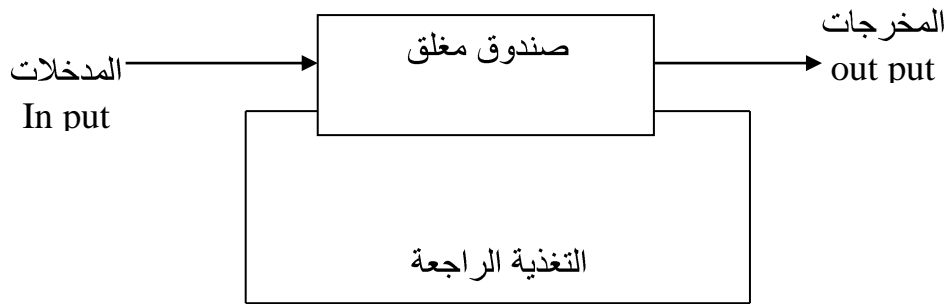 المخرجات
out put
صندوق مغلق
المدخلات
In put
التغذية الراجعة